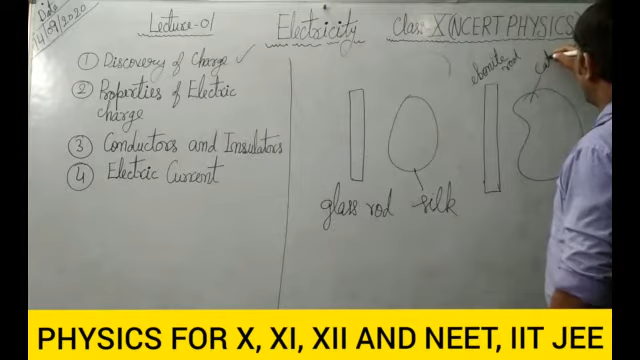 Date
14/09/2020
Lecture-01
Electricity
Class-X (NCERT PHYSICS)
① Discovery of Charge ✓
② Properties of Electric
charge
③ Conductors and Insulators
④ Electric Current
glass rod
silk
ebonite rod
PHYSICS FOR X, XI, XII AND NEET, IIT JEE